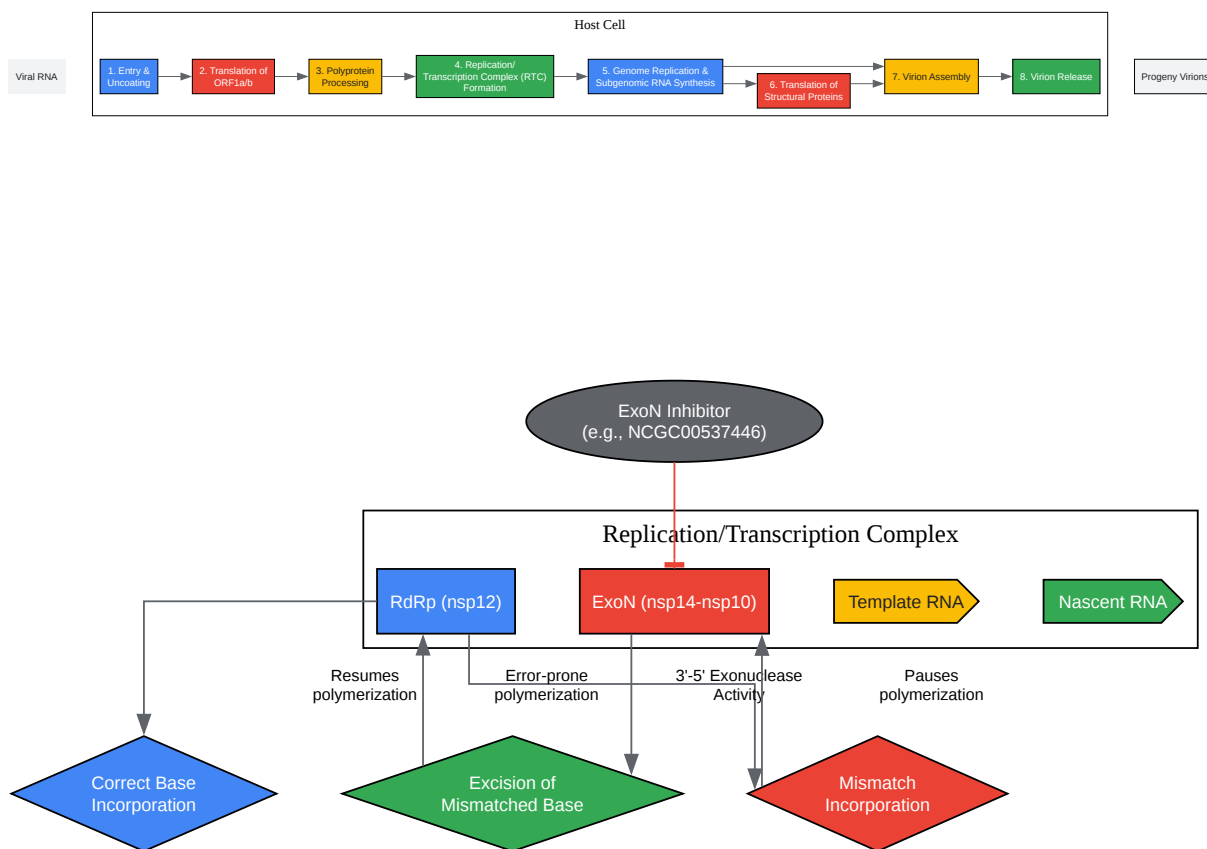 Host Cell
Viral RNA
1. Entry &
Uncoating
2. Translation of
ORF1a/b
3. Polyprotein
Processing
4. Replication/
Transcription Complex (RTC)
Formation
5. Genome Replication &
Subgenomic RNA Synthesis
6. Translation of
Structural Proteins
7. Virion Assembly
8. Virion Release
Progeny Virions
ExoN Inhibitor
(e.g., NCGC00537446)
Replication/Transcription Complex
RdRp (nsp12)
ExoN (nsp14-nsp10)
Template RNA
Nascent RNA
Resumes
polymerization
Error-prone
polymerization
3'-5' Exonuclease
Activity
Pauses
polymerization
Correct Base
Incorporation
Excision of
Mismatched Base
Mismatch
Incorporation